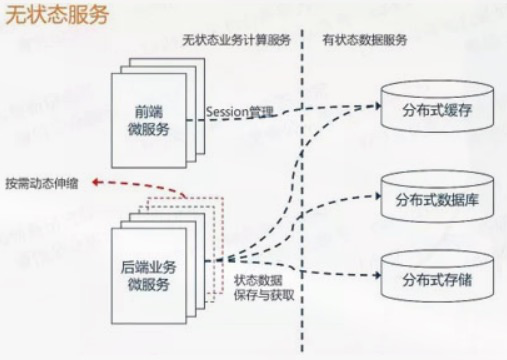 无状态服务
无状态业务计算服务
有状态数据服务
前端
微服务
Session管理
分布式缓存
按需动态伸缩
分布式数据库
后端业务
微服务
状态数据
保存与获取
分布式存储